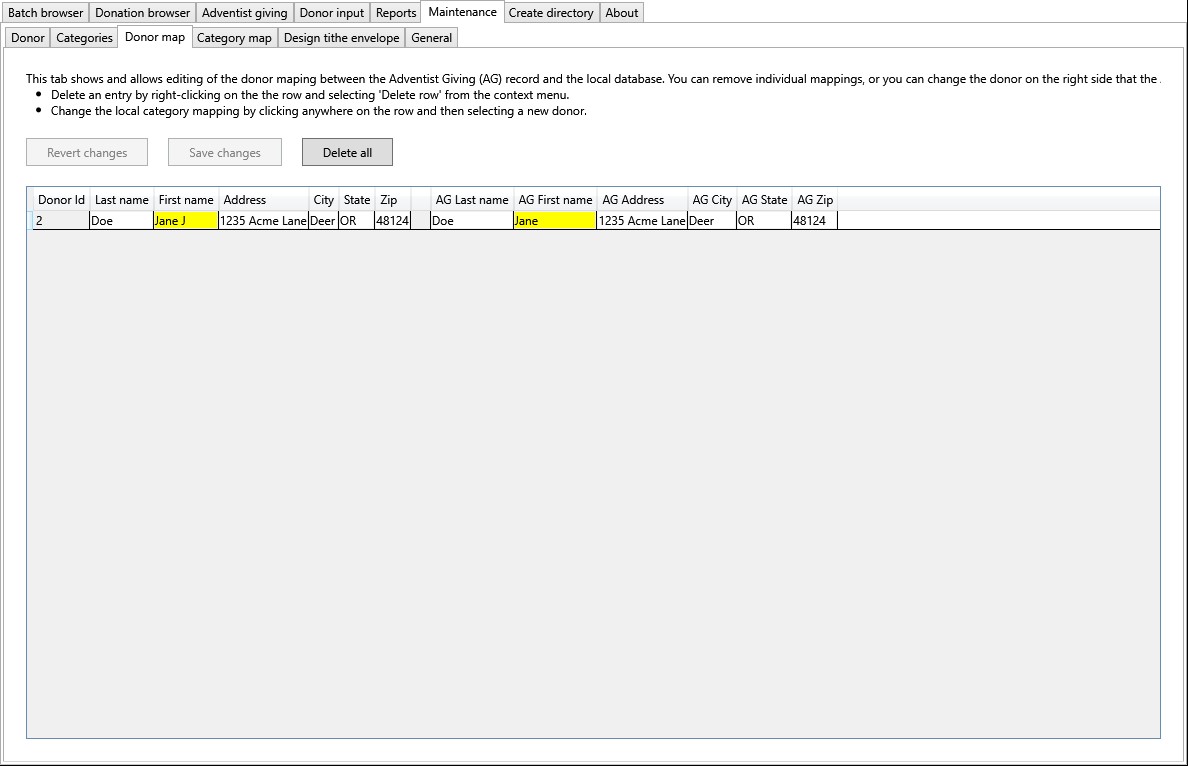 Batch browser Donation browser Adventist giving Donor input Reports Maintenance Create directory About
Donor Categories Donor map Category map Design tithe envelope General
This tab shows and allows editing of the donor maping between the Adventist Giving (AG) record and the local database. You can remove individual mappings, or you can change the donor on the right side that the .
• Delete an entry by right-clicking on the the row and selecting 'Delete row' from the context menu.
• Change the local category mapping by clicking anywhere on the row and then selecting a new donor.
Revert changes Save changes Delete all
Donor Id Last name First name Address City State Zip AG Last name AG First name AG Address AG City AG State AG Zip
2 Doe Jane J 1235 Acme Lane Deer OR 48124 Doe Jane 1235 Acme Lane Deer OR 48124